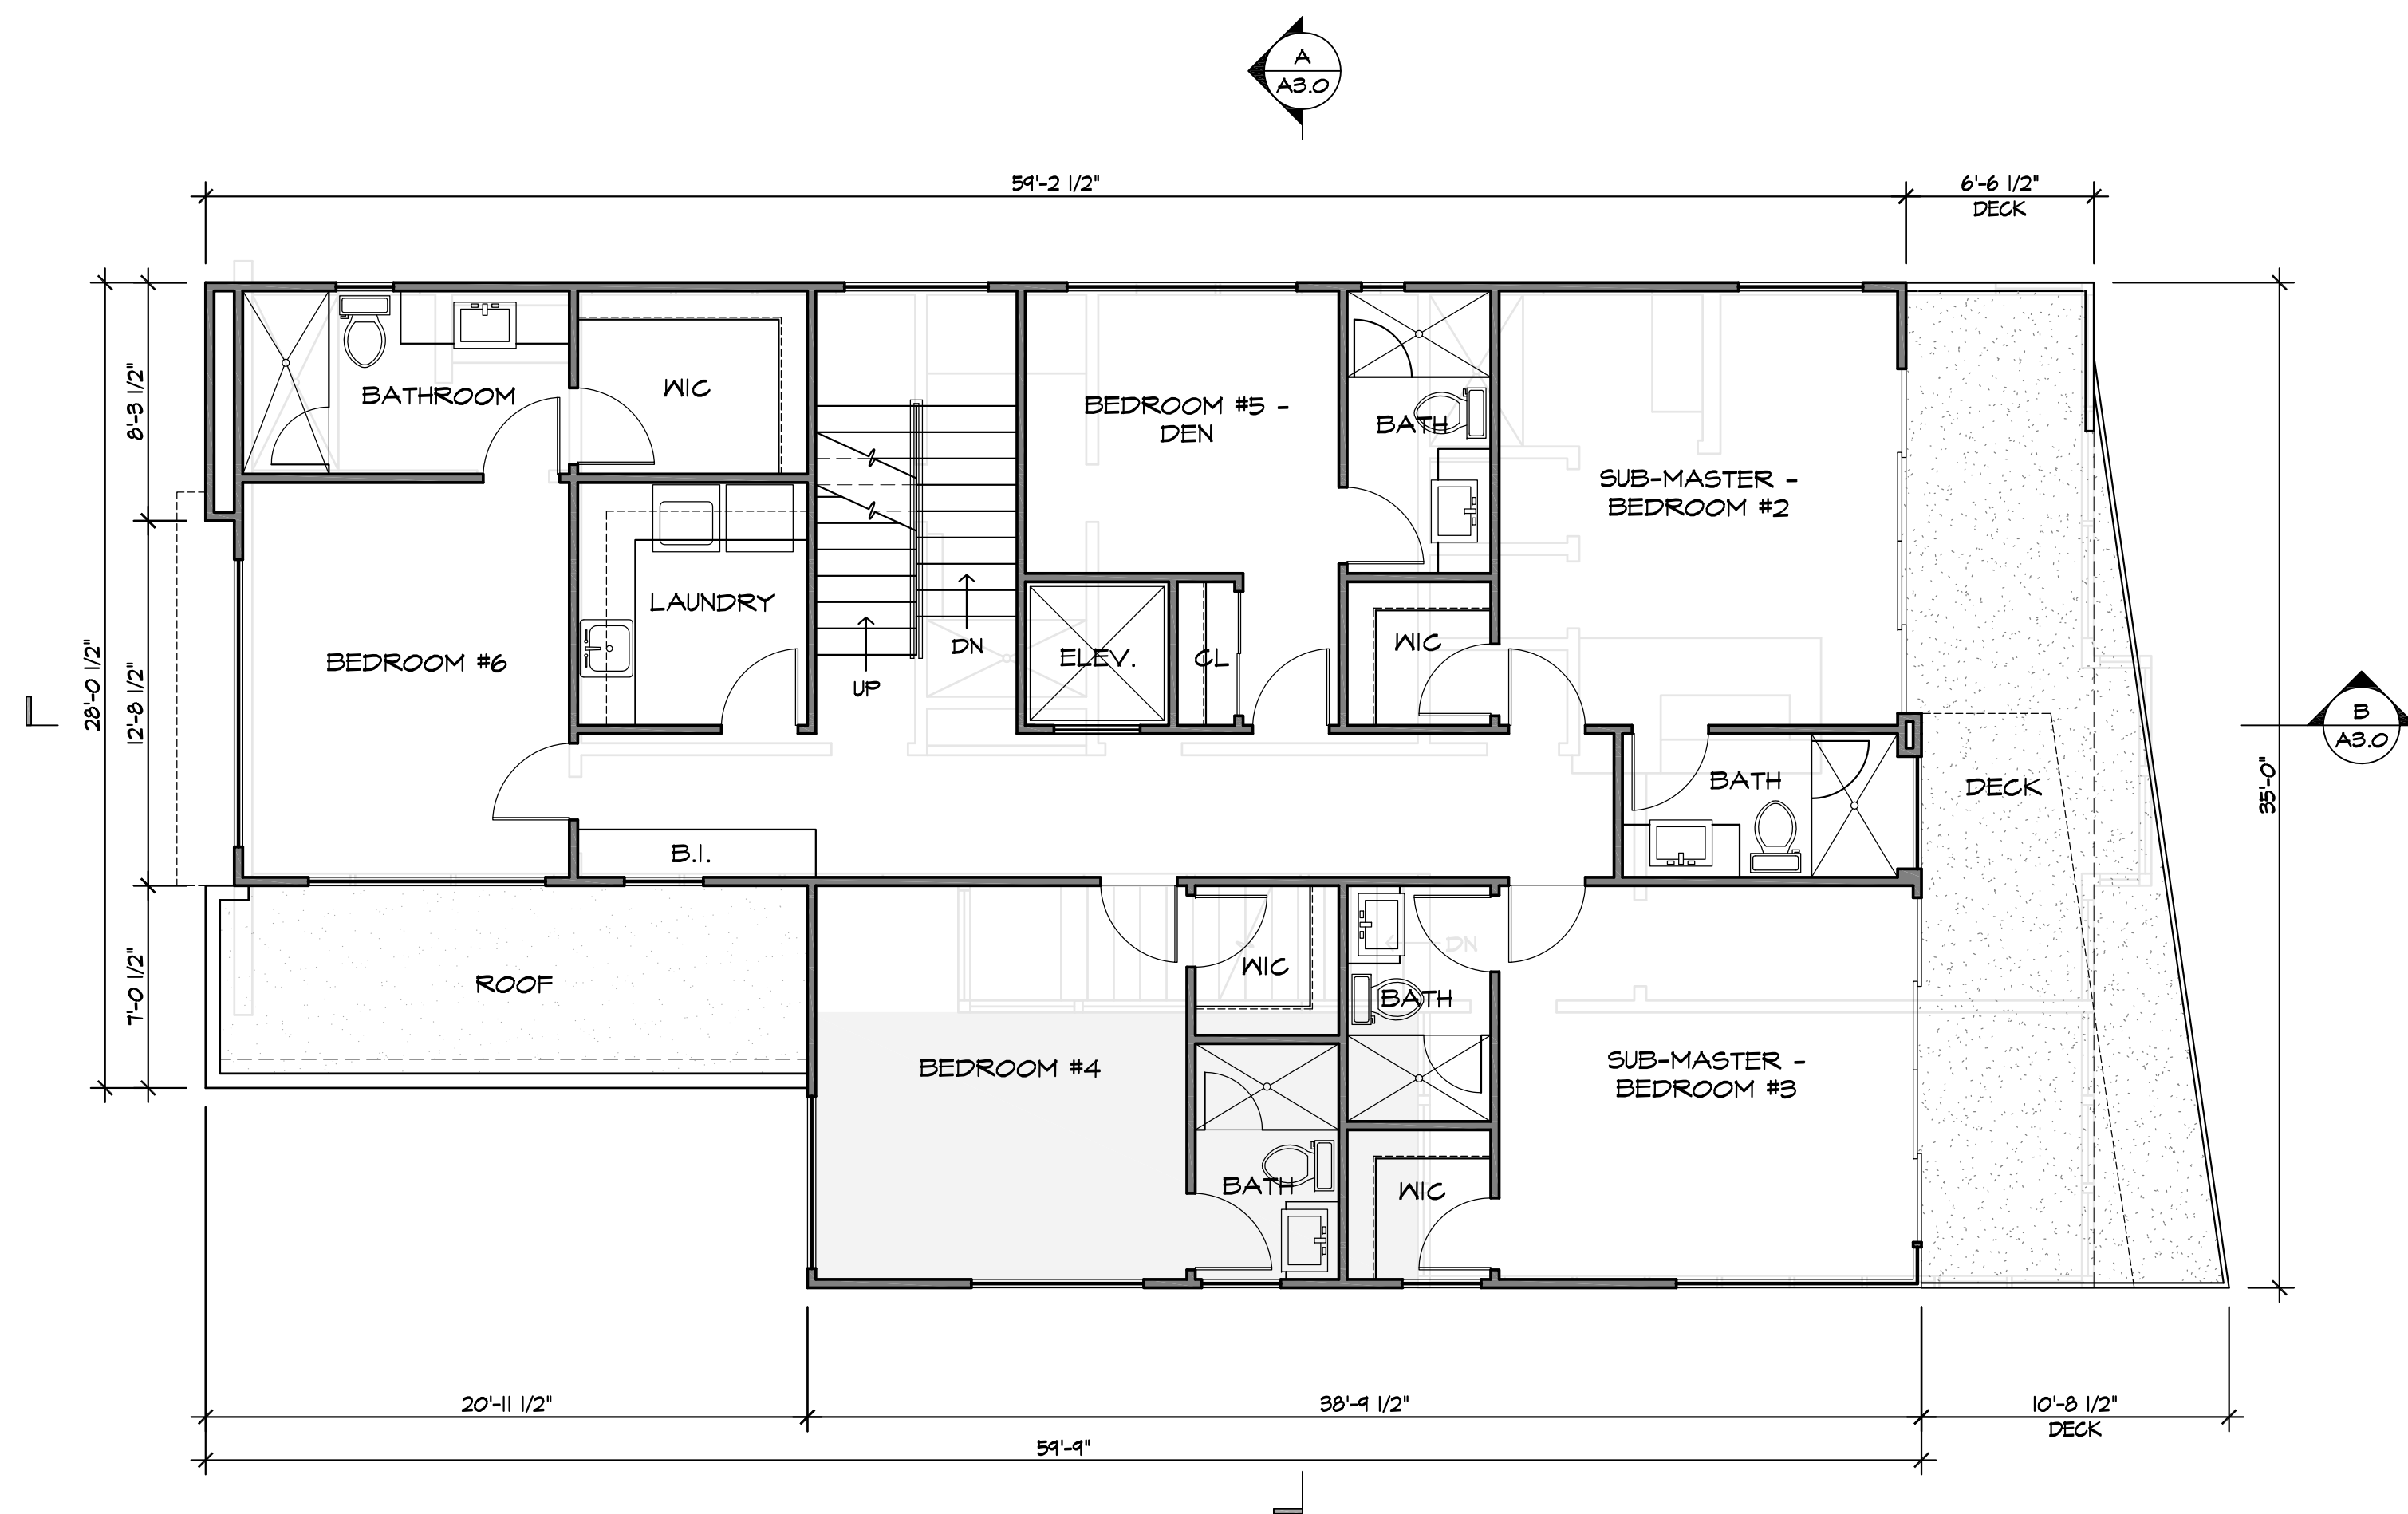 A
A3.0
59'-2 1/2"
6'-6 1/2"
DECK
BATHROOM
WIC
BEDROOM #5 -
DEN
BATH
SUB-MASTER -
BEDROOM #2
8'-3 1/2"
28'-0 1/2"
12'-8 1/2"
7'-0 1/2"
BEDROOM #6
LAUNDRY
UP
DN
ELEV.
CL
WIC
B
A3.0
35'-0"
BATH
DECK
B.I.
ROOF
WIC
DN
BATH
BEDROOM #4
SUB-MASTER -
BEDROOM #3
BATH
WIC
20'-11 1/2"
38'-9 1/2"
10'-8 1/2"
DECK
59'-9"